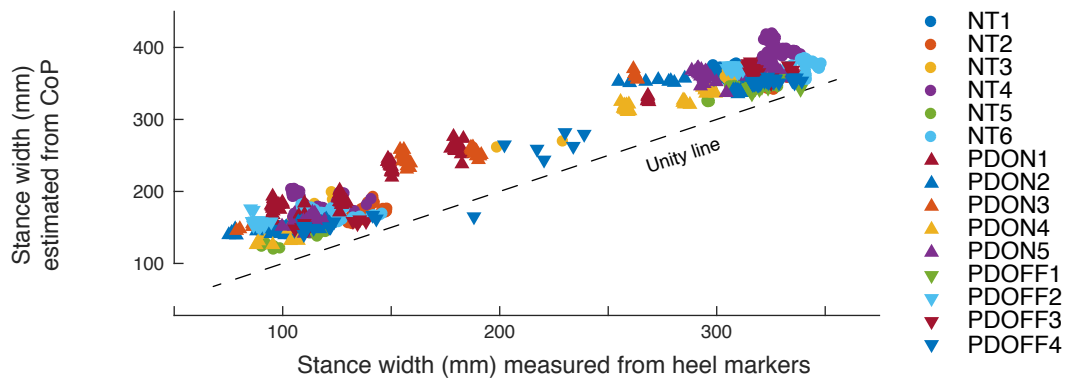 Stance width (mm)
estimated from CoP
400
300
200
100
100
200
300
Unity line
Stance width (mm) measured from heel markers
NT1
NT2
NT3
NT4
NT5
NT6
PDON1
PDON2
PDON3
PDON4
PDON5
PDOFF1
PDOFF2
PDOFF3
PDOFF4